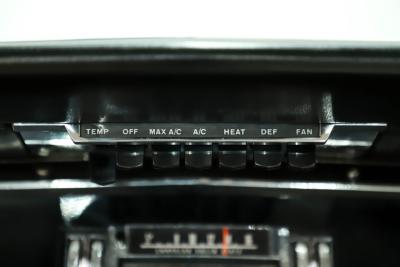 TEMP OFF MAX A/C A/C HEAT DEF FAN